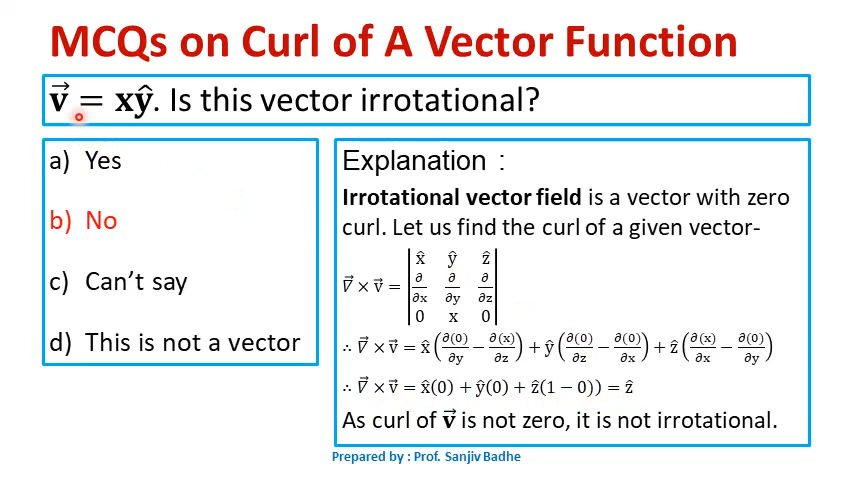 MCQs on Curl of A Vector Function
v⃗ = xŷ. Is this vector irrotational?
a) Yes
b) No
c) Can't say
d) This is not a vector
Explanation :
Irrotational vector field is a vector with zero
curl. Let us find the curl of a given vector-
∇⃗ × v⃗ = | x̂ ŷ ẑ |
| ∂/∂x ∂/∂y ∂/∂z |
| 0 x 0 |
∴ ∇⃗ × v⃗ = x̂(∂(0)/∂y − ∂(x)/∂z) + ŷ(∂(0)/∂z − ∂(0)/∂x) + ẑ(∂(x)/∂x − ∂(0)/∂y)
∴ ∇⃗ × v⃗ = x̂(0) + ŷ(0) + ẑ(1 − 0)) = ẑ
As curl of v⃗ is not zero, it is not irrotational.
Prepared by : Prof. Sanjiv Badhe